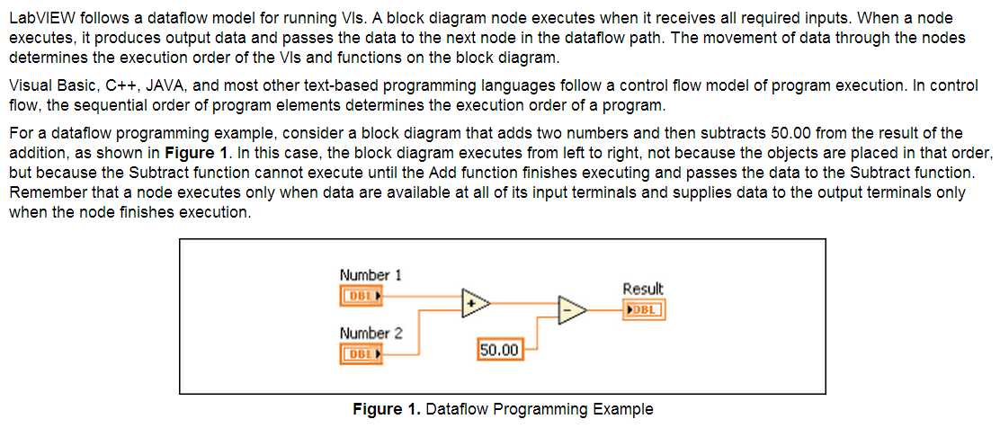 LabVIEW follows a dataflow model for running VIs. A block diagram node executes when it receives all required inputs. When a node
executes, it produces output data and passes the data to the next node in the dataflow path. The movement of data through the nodes
determines the execution order of the VIs and functions on the block diagram.
Visual Basic, C++, JAVA, and most other text-based programming languages follow a control flow model of program execution. In control
flow, the sequential order of program elements determines the execution order of a program.
For a dataflow programming example, consider a block diagram that adds two numbers and then subtracts 50.00 from the result of the
addition, as shown in Figure 1. In this case, the block diagram executes from left to right, not because the objects are placed in that order,
but because the Subtract function cannot execute until the Add function finishes executing and passes the data to the Subtract function.
Remember that a node executes only when data are available at all of its input terminals and supplies data to the output terminals only
when the node finishes execution.
Number 1
DBL
+
-
Result
DBL
Number 2
DBL
50.00
Figure 1. Dataflow Programming Example